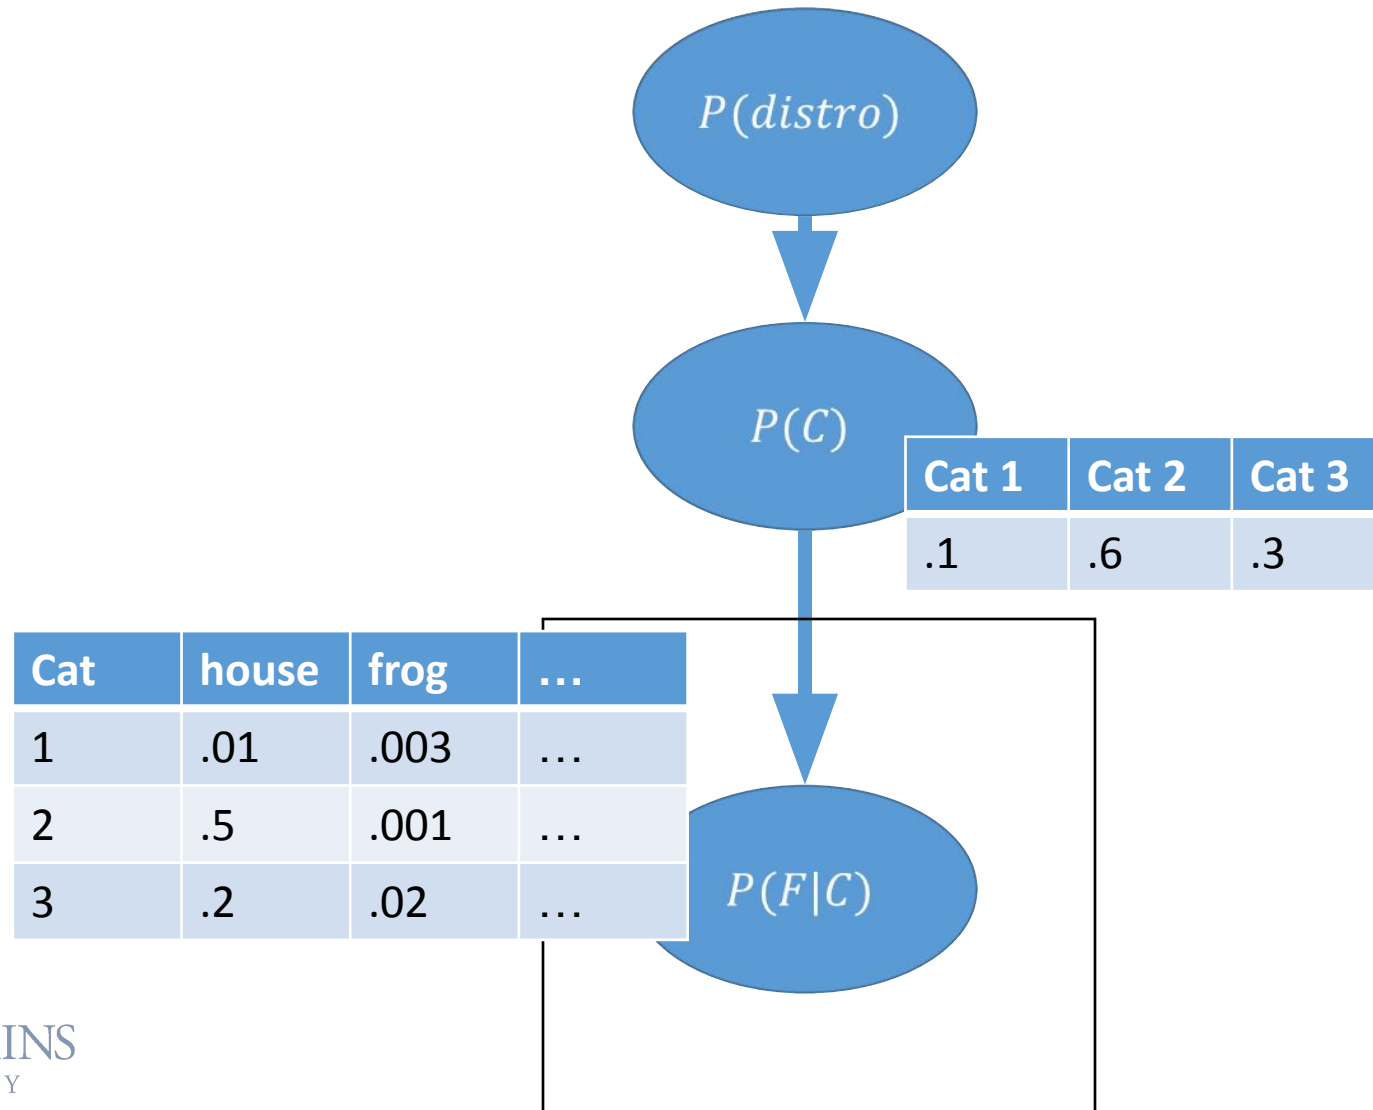 P(distro)
P(C)
Cat 1 Cat 2 Cat 3
.1 .6 .3
Cat house frog ...
1 .01 .003 ...
2 .5 .001 ...
3 .2 .02 ...
P(F|C)
INS
Y